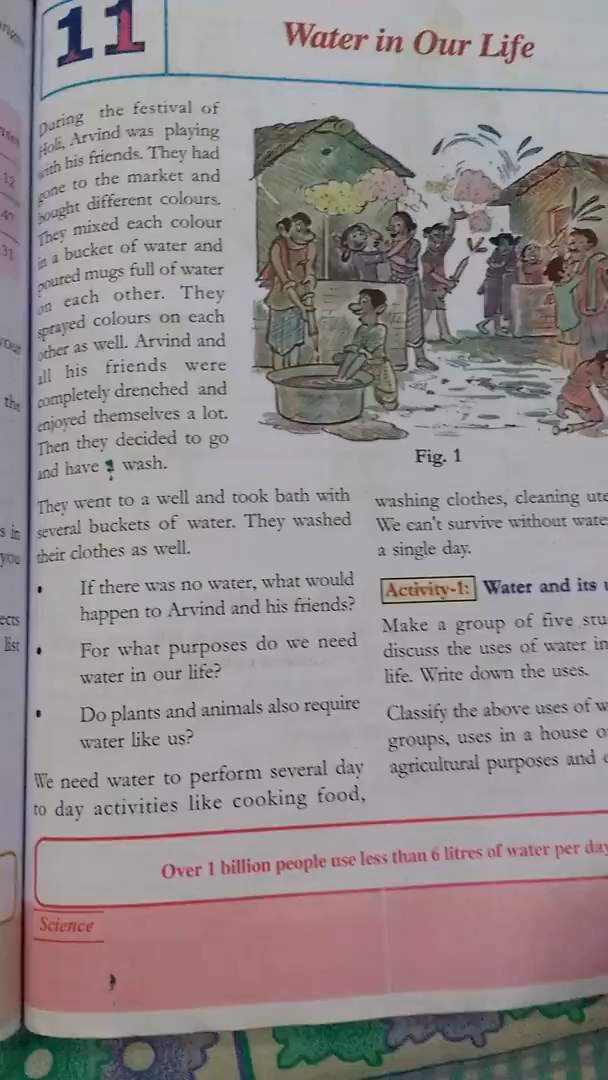 11
Water in Our Life
During the festival of
Holi, Arvind was playing
with his friends. They had
gone to the market and
bought different colours.
They mixed each colour
in a bucket of water and
poured mugs full of water
on each other. They
sprayed colours on each
other as well. Arvind and
all his friends were
completely drenched and
enjoyed themselves a lot.
Then they decided to go
and have wash.
Fig. 1
They went to a well and took bath with
several buckets of water. They washed
their clothes as well.
• If there was no water, what would
happen to Arvind and his friends?
• For what purposes do we need
water in our life?
• Do plants and animals also require
water like us?
We need water to perform several day
to day activities like cooking food,
washing clothes, cleaning
We can't survive without
a single day.
Activity-1: Water and its
Make a group of five
discuss the uses of water in
life. Write down the uses.
Classify the above uses of
groups, uses in a house
agricultural purposes and
Over 1 billion people use less than 6 litres of water per day
Science
12
47
31
the
s in
you
ects
list